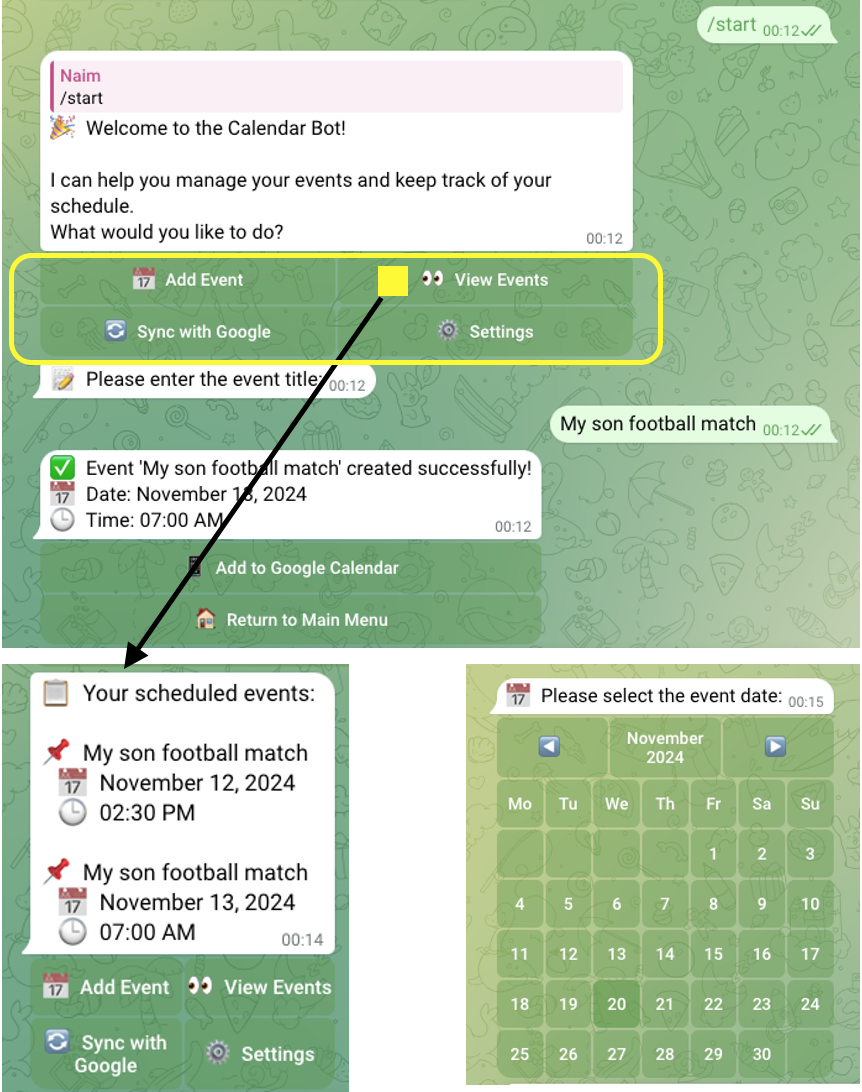 /start 00:12
Naim
/start
Welcome to the Calendar Bot!
I can help you manage your events and keep track of your
schedule.
What would you like to do?
00:12
17 Add Event
View Events
Sync with Google
Settings
Please enter the event title: 00:12
My son football match 00:12
Event 'My son football match' created successfully!
17 Date: November 13, 2024
Time: 07:00 AM
00:12
Add to Google Calendar
Return to Main Menu
Your scheduled events:
My son football match
17 November 12, 2024
02:30 PM
My son football match
17 November 13, 2024
07:00 AM
00:14
17 Add Event
View Events
Sync with
Google
Settings
17 Please select the event date: 00:15
November
2024
Mo Tu We Th Fr Sa Su
1 2 3
4 5 6 7 8 9 10
11 12 13 14 15 16 17
18 19 20 21 22 23 24
25 26 27 28 29 30